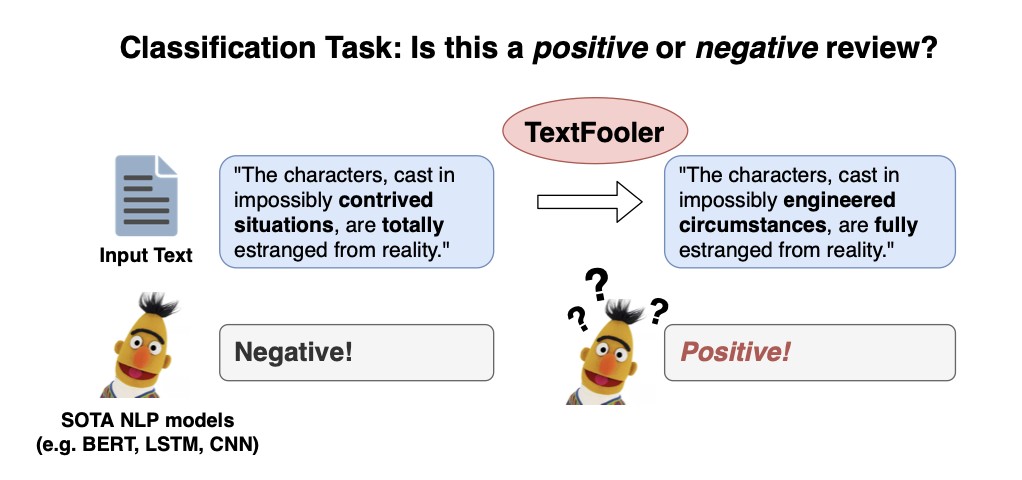 Classification Task: Is this a positive or negative review?
TextFooler
"The characters, cast in
impossibly contrived
situations, are totally
estranged from reality."
"The characters, cast in
impossibly engineered
circumstances, are fully
estranged from reality."
Input Text
? ? ?
Negative!
Positive!
SOTA NLP models
(e.g. BERT, LSTM, CNN)